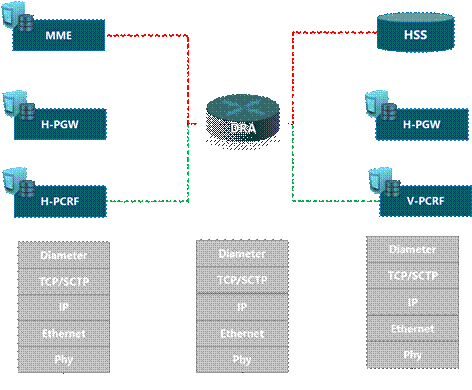 MME
HSS
DRA
H-PGW
H-PGW
H-PCRF
V-PCRF
Diameter
TCP/SCTP
IP
Ethernet
Phy
Diameter
TCP/SCTP
IP
Ethernet
Phy
Diameter
TCP/SCTP
IP
Ethernet
Phy